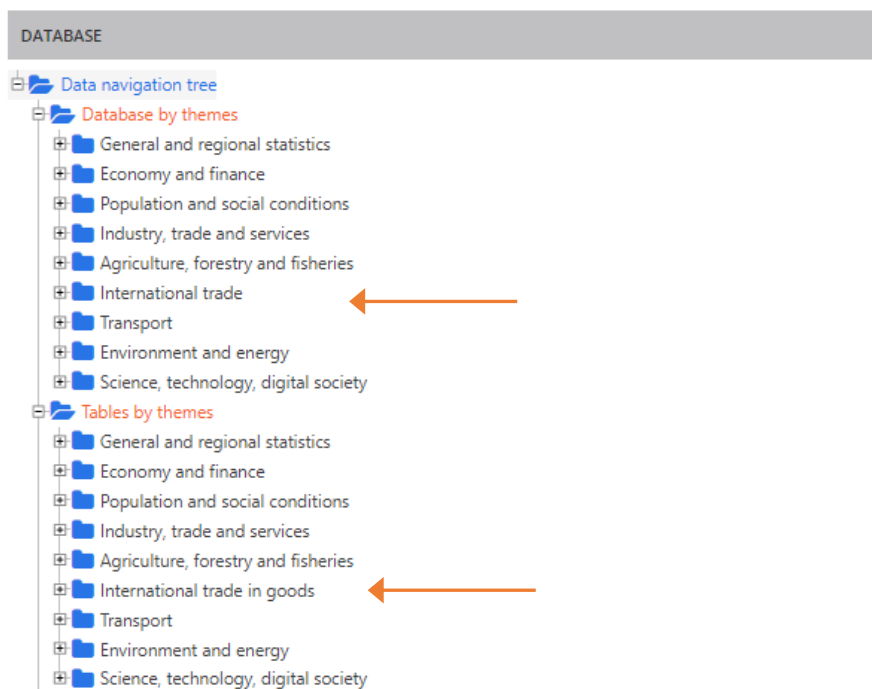 DATABASE
Data navigation tree
Database by themes
General and regional statistics
Economy and finance
Population and social conditions
Industry, trade and services
Agriculture, forestry and fisheries
International trade
Transport
Environment and energy
Science, technology, digital society
Tables by themes
General and regional statistics
Economy and finance
Population and social conditions
Industry, trade and services
Agriculture, forestry and fisheries
International trade in goods
Transport
Environment and energy
Science, technology, digital society